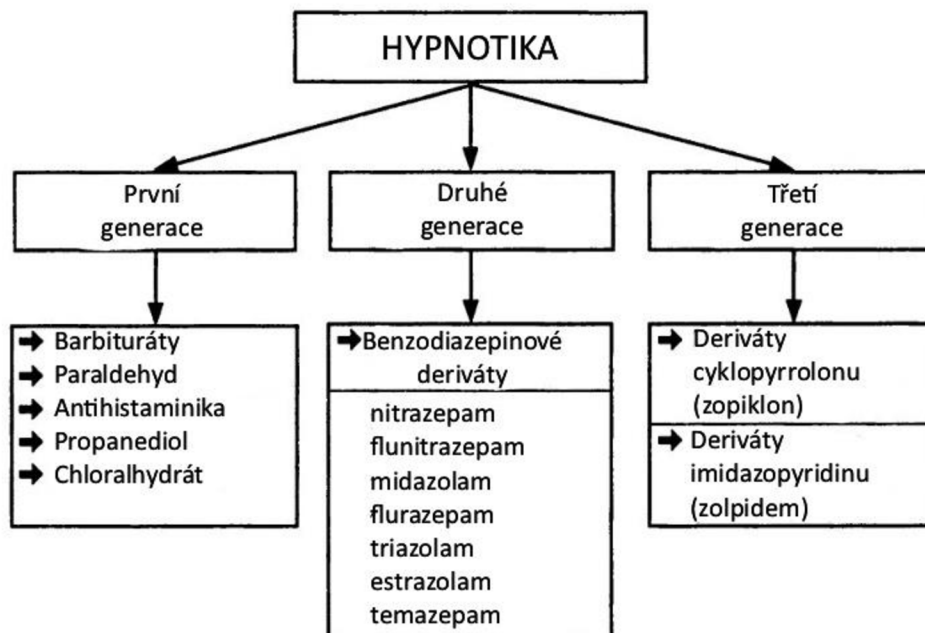 HYPNOTIKA
První
generace
Druhé
generace
Třetí
generace
Barbituráty
Paraldehyd
Antihistaminika
Propanediol
Chloralhydrát
Benzodiazepinové
deriváty
nitrazepam
flunitrazepam
midazolam
flurazepam
triazolam
estrazolam
temazepam
Deriváty
cyklopyrrolonu
(zopiklon)
Deriváty
imidazopyridinu
(zolpidem)